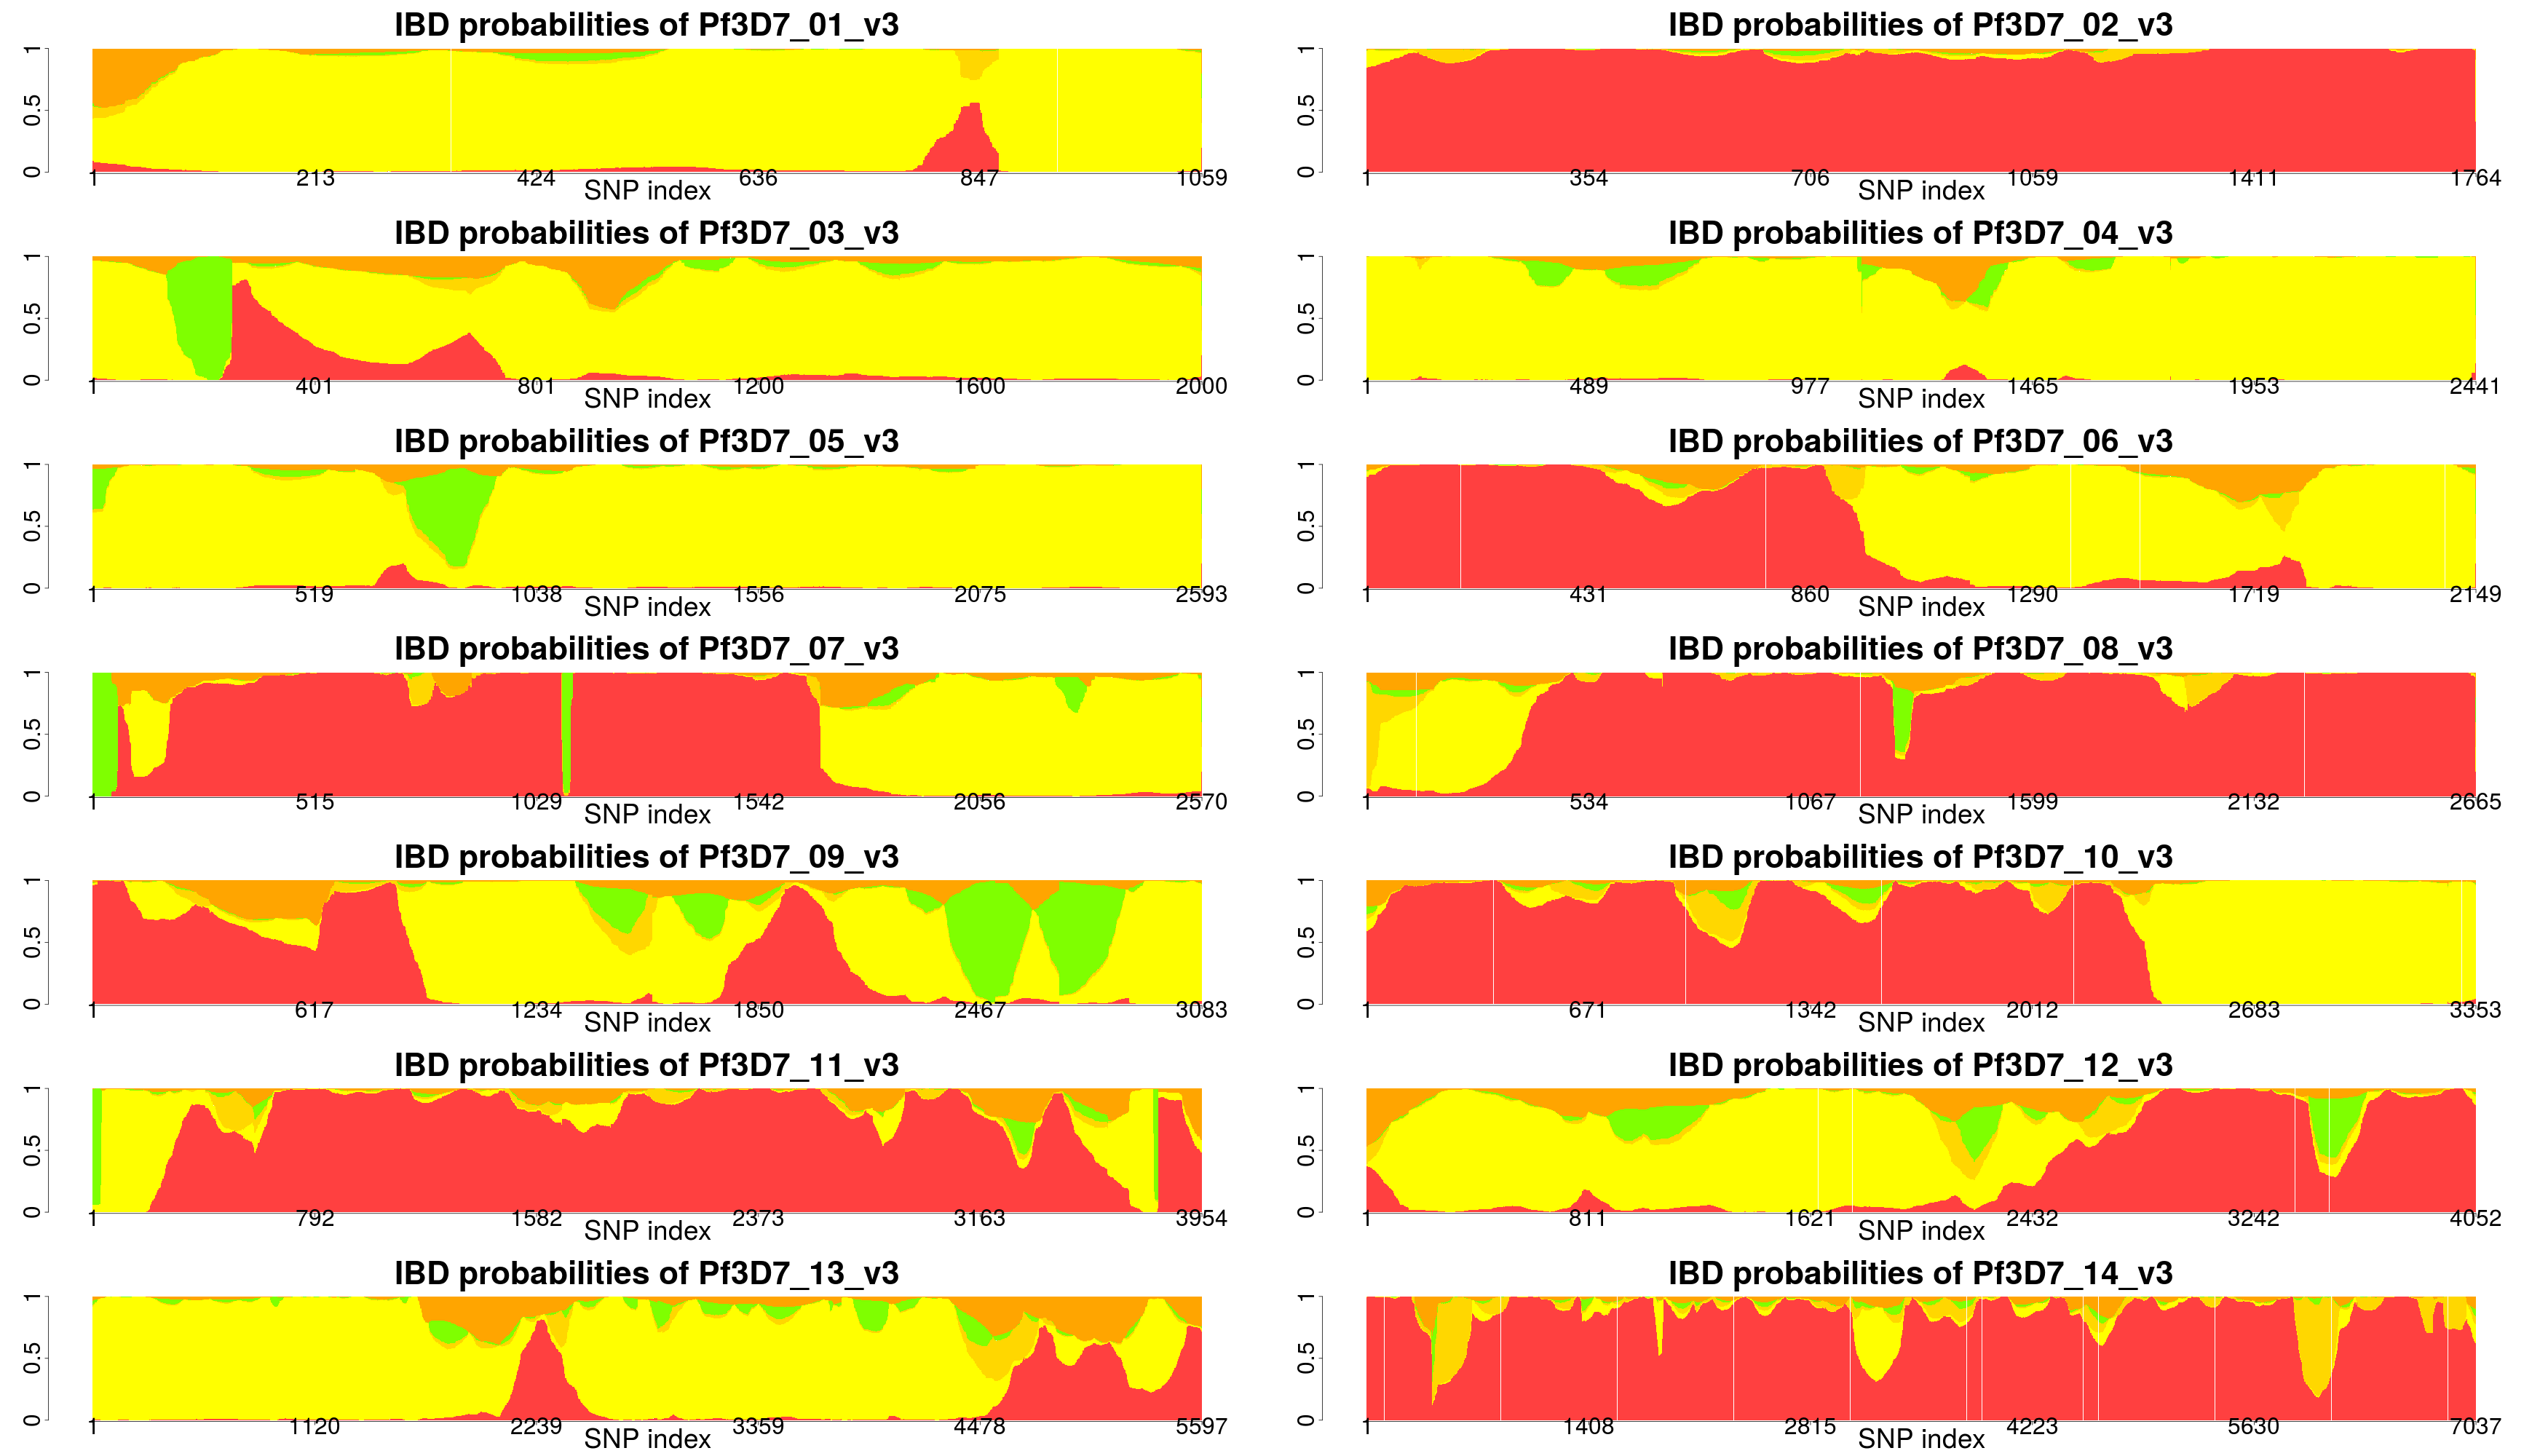 IBD probabilities of Pf3D7_01_v3
1
0.5
0
1 213 424 636 847 1059
SNP index
IBD probabilities of Pf3D7_02_v3
1
0.5
0
1 354 706 1059 1411 1764
SNP index
IBD probabilities of Pf3D7_03_v3
1
0.5
0
1 401 801 1200 1600 2000
SNP index
IBD probabilities of Pf3D7_04_v3
1
0.5
0
1 489 977 1465 1953 2441
SNP index
IBD probabilities of Pf3D7_05_v3
1
0.5
0
1 519 1038 1556 2075 2593
SNP index
IBD probabilities of Pf3D7_06_v3
1
0.5
0
1 431 860 1290 1719 2149
SNP index
IBD probabilities of Pf3D7_07_v3
1
0.5
0
1 515 1029 1542 2056 2570
SNP index
IBD probabilities of Pf3D7_08_v3
1
0.5
0
1 534 1067 1599 2132 2665
SNP index
IBD probabilities of Pf3D7_09_v3
1
0.5
0
1 617 1234 1850 2467 3083
SNP index
IBD probabilities of Pf3D7_10_v3
1
0.5
0
1 671 1342 2012 2683 3353
SNP index
IBD probabilities of Pf3D7_11_v3
1
0.5
0
1 792 1582 2373 3163 3954
SNP index
IBD probabilities of Pf3D7_12_v3
1
0.5
0
1 811 1621 2432 3242 4052
SNP index
IBD probabilities of Pf3D7_13_v3
1
0.5
0
1 1120 2239 3359 4478 5597
SNP index
IBD probabilities of Pf3D7_14_v3
1
0.5
0
1 1408 2815 4223 5630 7037
SNP index